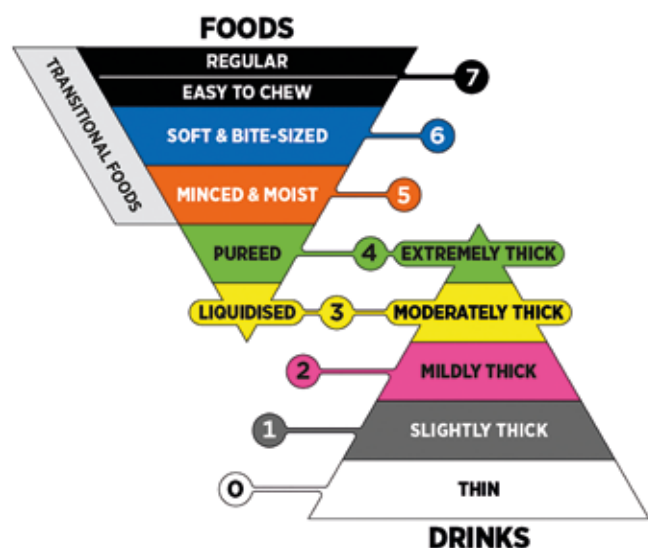 FOODS
REGULAR
7
EASY TO CHEW
TRANSITIONAL FOODS
SOFT & BITE-SIZED
6
MINCED & MOIST
5
PUREED
4
EXTREMELY THICK
LIQUIDISED
3
MODERATELY THICK
2
MILDLY THICK
1
SLIGHTLY THICK
0
THIN
DRINKS